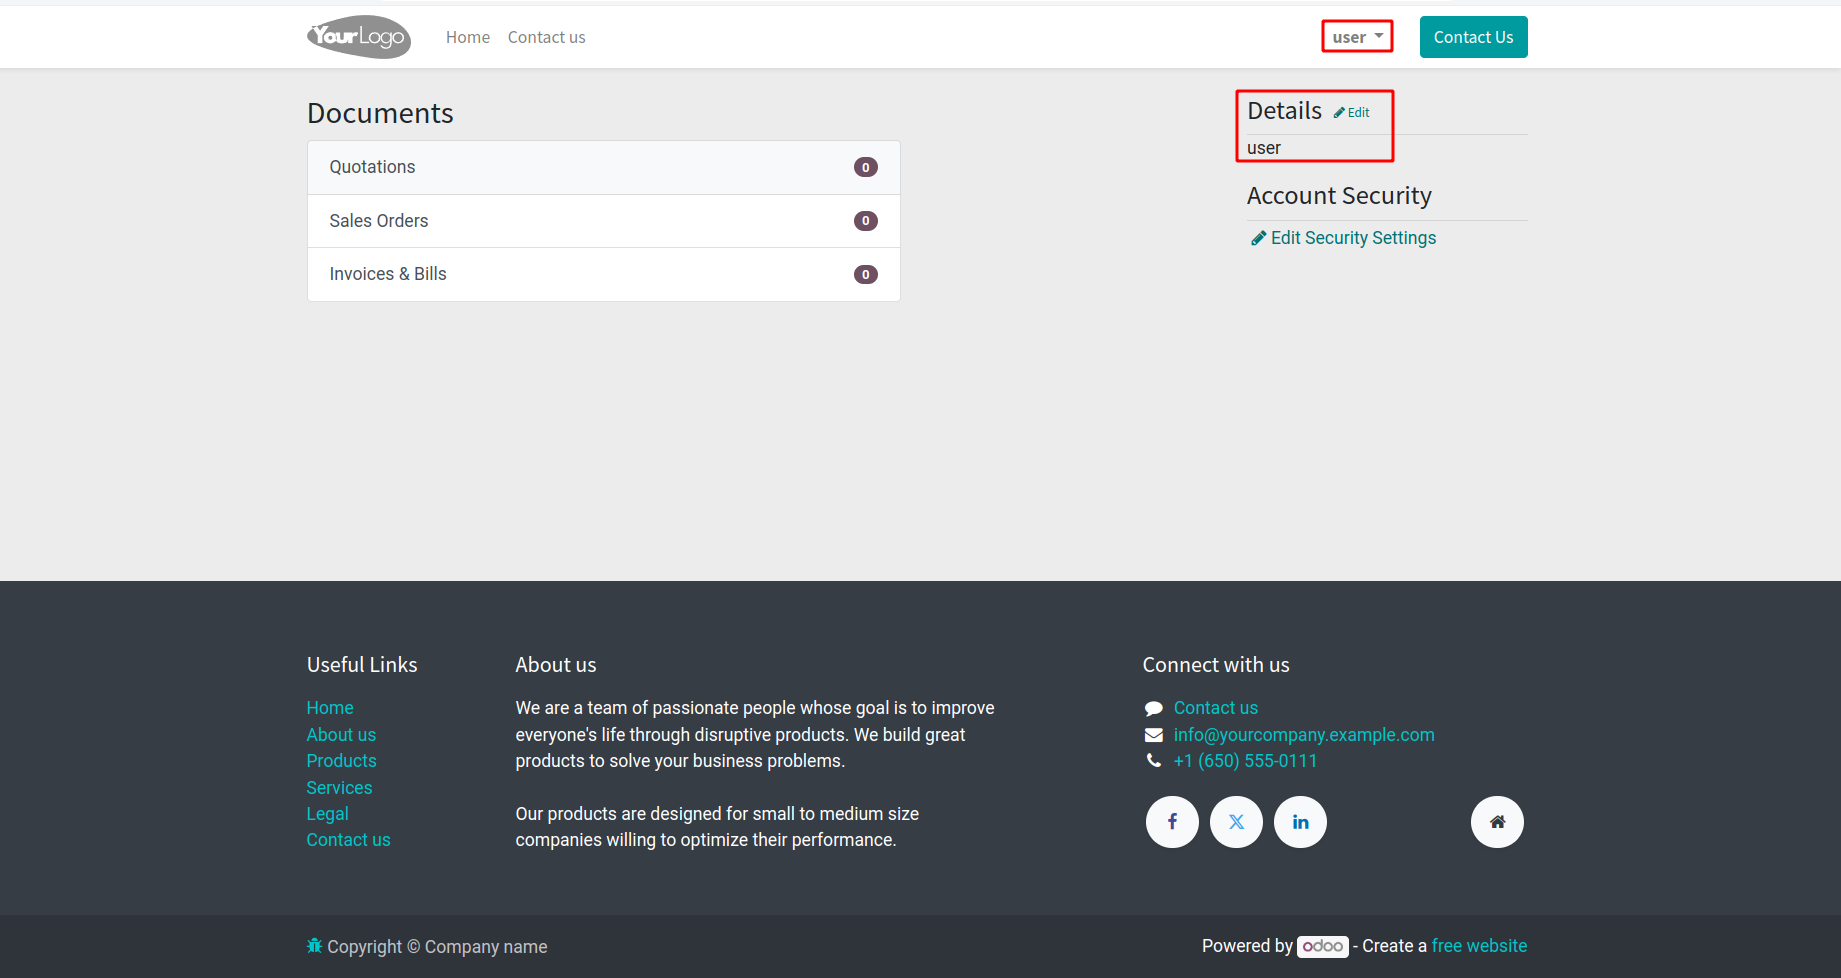 YourLogo Home Contact us user Contact Us
Documents
Quotations 0
Sales Orders 0
Invoices & Bills 0
Details Edit
user
Account Security
Edit Security Settings
Useful Links
Home
About us
Products
Services
Legal
Contact us
About us
We are a team of passionate people whose goal is to improve
everyone's life through disruptive products. We build great
products to solve your business problems.
Our products are designed for small to medium size
companies willing to optimize their performance.
Connect with us
Contact us
info@yourcompany.example.com
+1 (650) 555-0111
Copyright © Company name
Powered by odoo - Create a free website